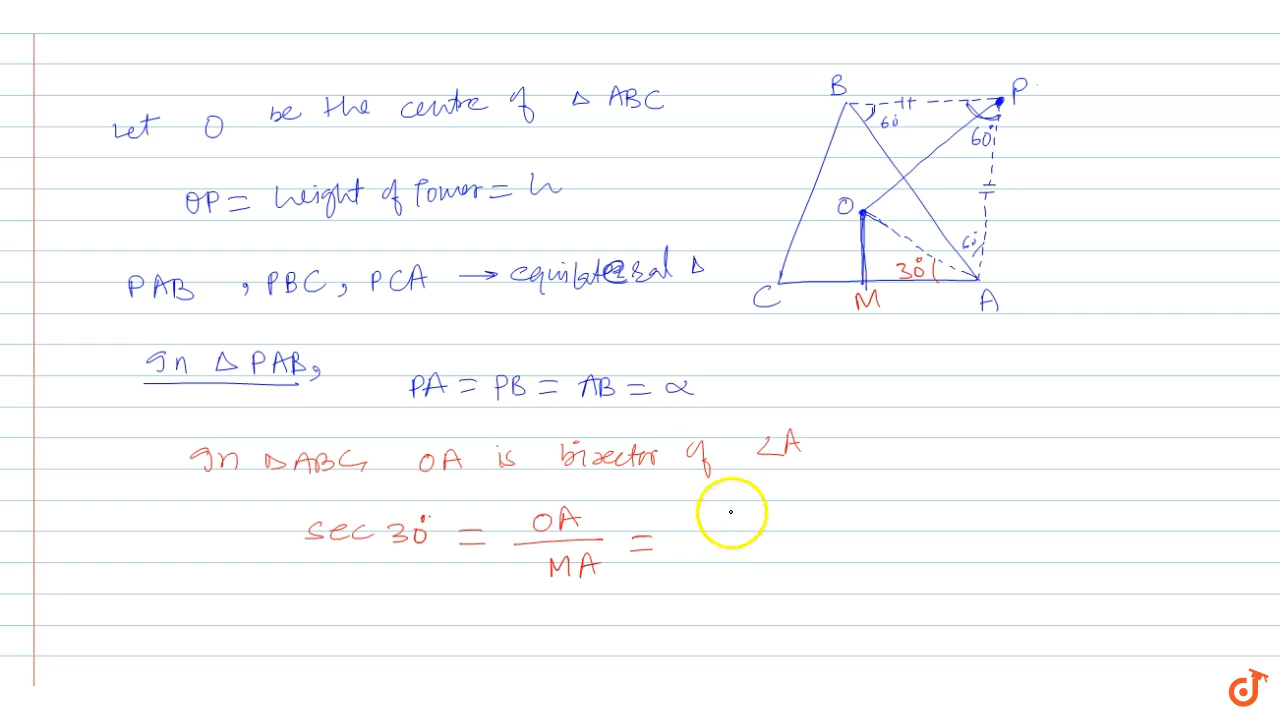 Let O be the centre of Δ ABC
OP = height of Tower = h
PAB , PBC, PCA → equilateral Δ
In Δ PAB,
PA = PB = AB = α
In ΔABC, OA is bisector of ∠A
sec 30° = OA / MA =
B
P
60°
60°
O
60°
30°
C
M
A